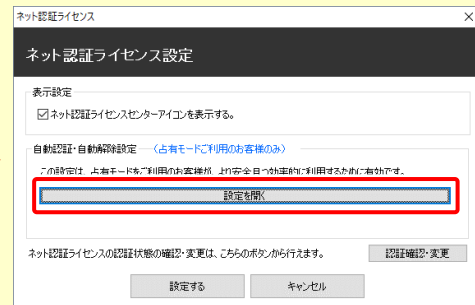 ネット認証ライセンス
ネット認証ライセンス設定
表示設定
ネット認証ライセンスセンターアイコンを表示する。
自動認証・自動解除設定 (占有モードご利用のお客様のみ)
この設定は、占有モードをご利用のお客様が、より安全且つ効率的に利用するために有効です。
設定を開く
ネット認証ライセンスの認証状態の確認・変更は、こちらのボタンから行えます。 認証確認・変更
設定する キャンセル